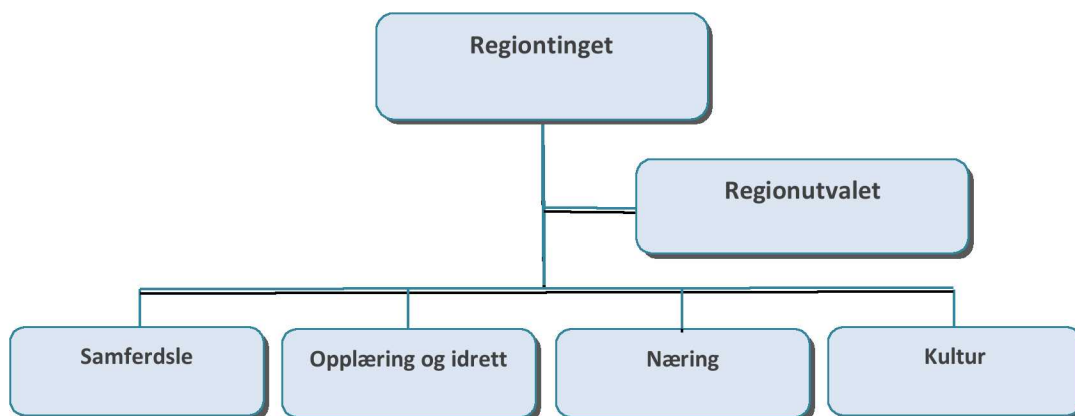 Regiontinget
Regionutvalet
Samferdsle
Opplæring og idrett
Næring
Kultur